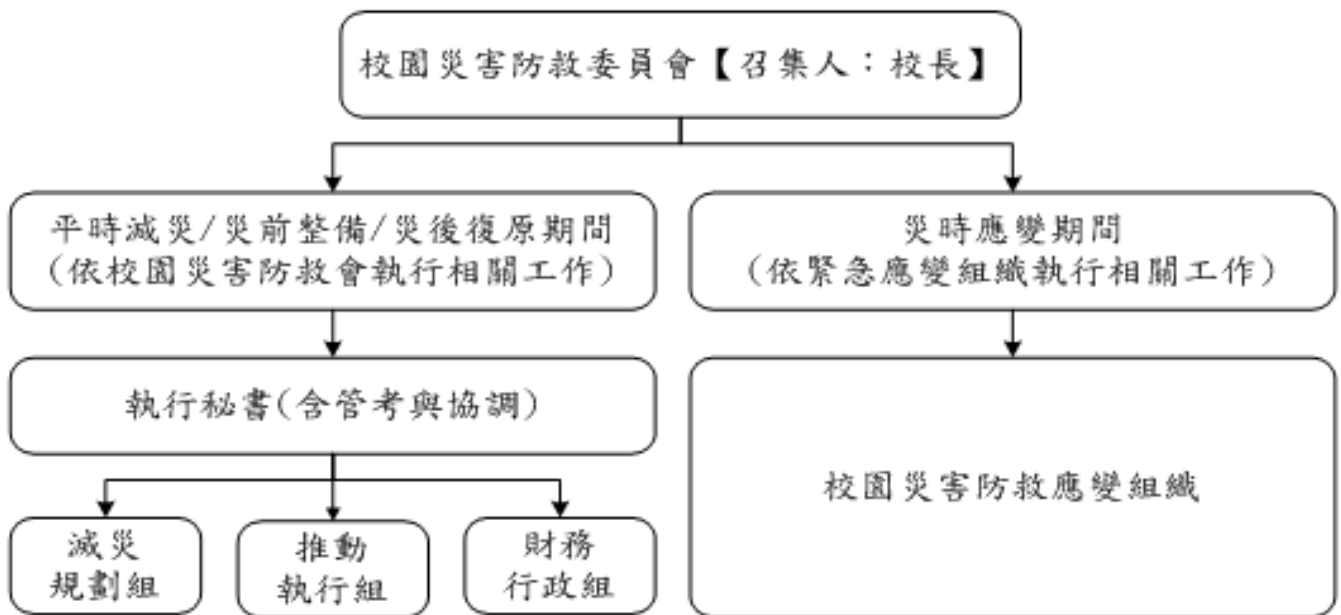 校園災害防救委員會【召集人：校長】
平時減災/災前整備/災後復原期間
(依校園災害防救會執行相關工作)
災時應變期間
(依緊急應變組織執行相關工作)
執行秘書(含管考與協調)
校園災害防救應變組織
減災
規劃組
推動
執行組
財務
行政組